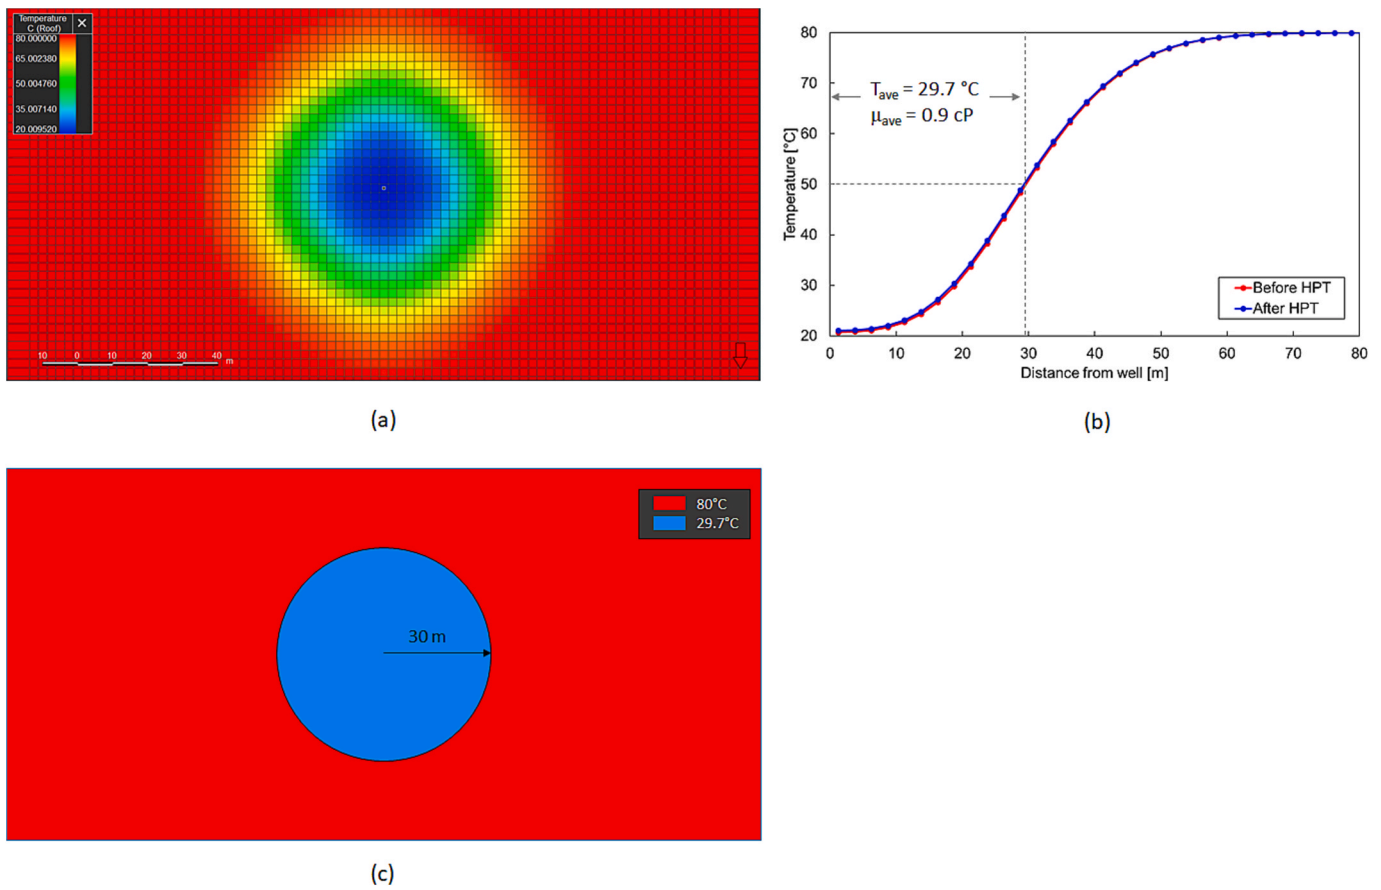 Temperature
C (Roof)
80.000000
65.002380
50.004760
35.007140
20.009520
10 0 10 20 30 40 m
(a)
80
70
60
50
40
30
20
Temperature [°C]
T_ave = 29.7 °C
μ_ave = 0.9 cP
Before HPT
After HPT
0 10 20 30 40 50 60 70 80
Distance from well [m]
(b)
80°C
29.7°C
30 m
(c)